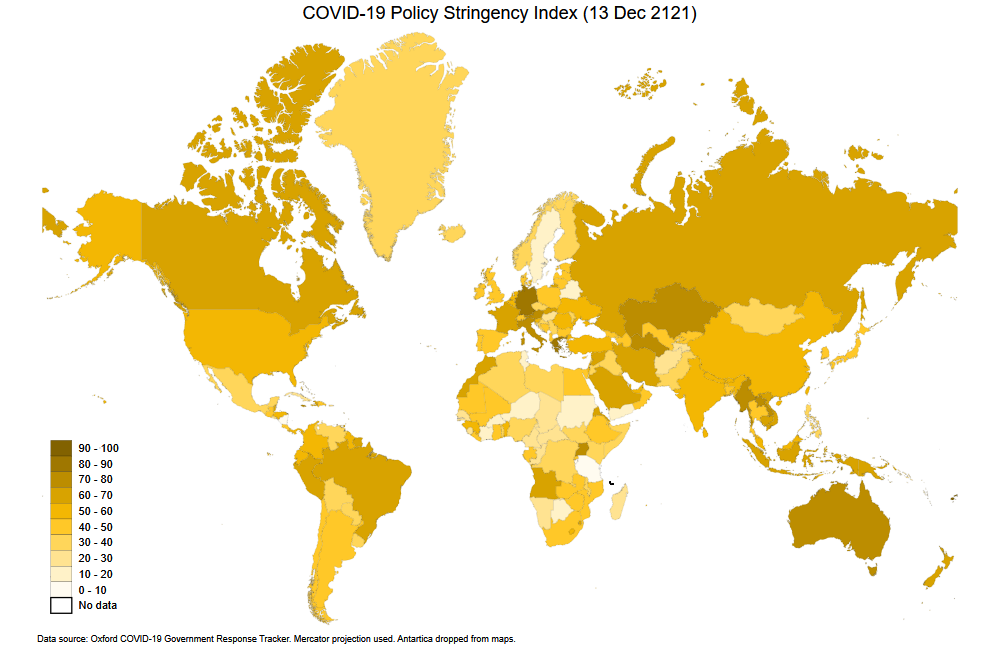 COVID-19 Policy Stringency Index (13 Dec 2121)
90 - 100
80 - 90
70 - 80
60 - 70
50 - 60
40 - 50
30 - 40
20 - 30
10 - 20
0 - 10
No data
Data source: Oxford COVID-19 Government Response Tracker. Mercator projection used. Antartica dropped from maps.